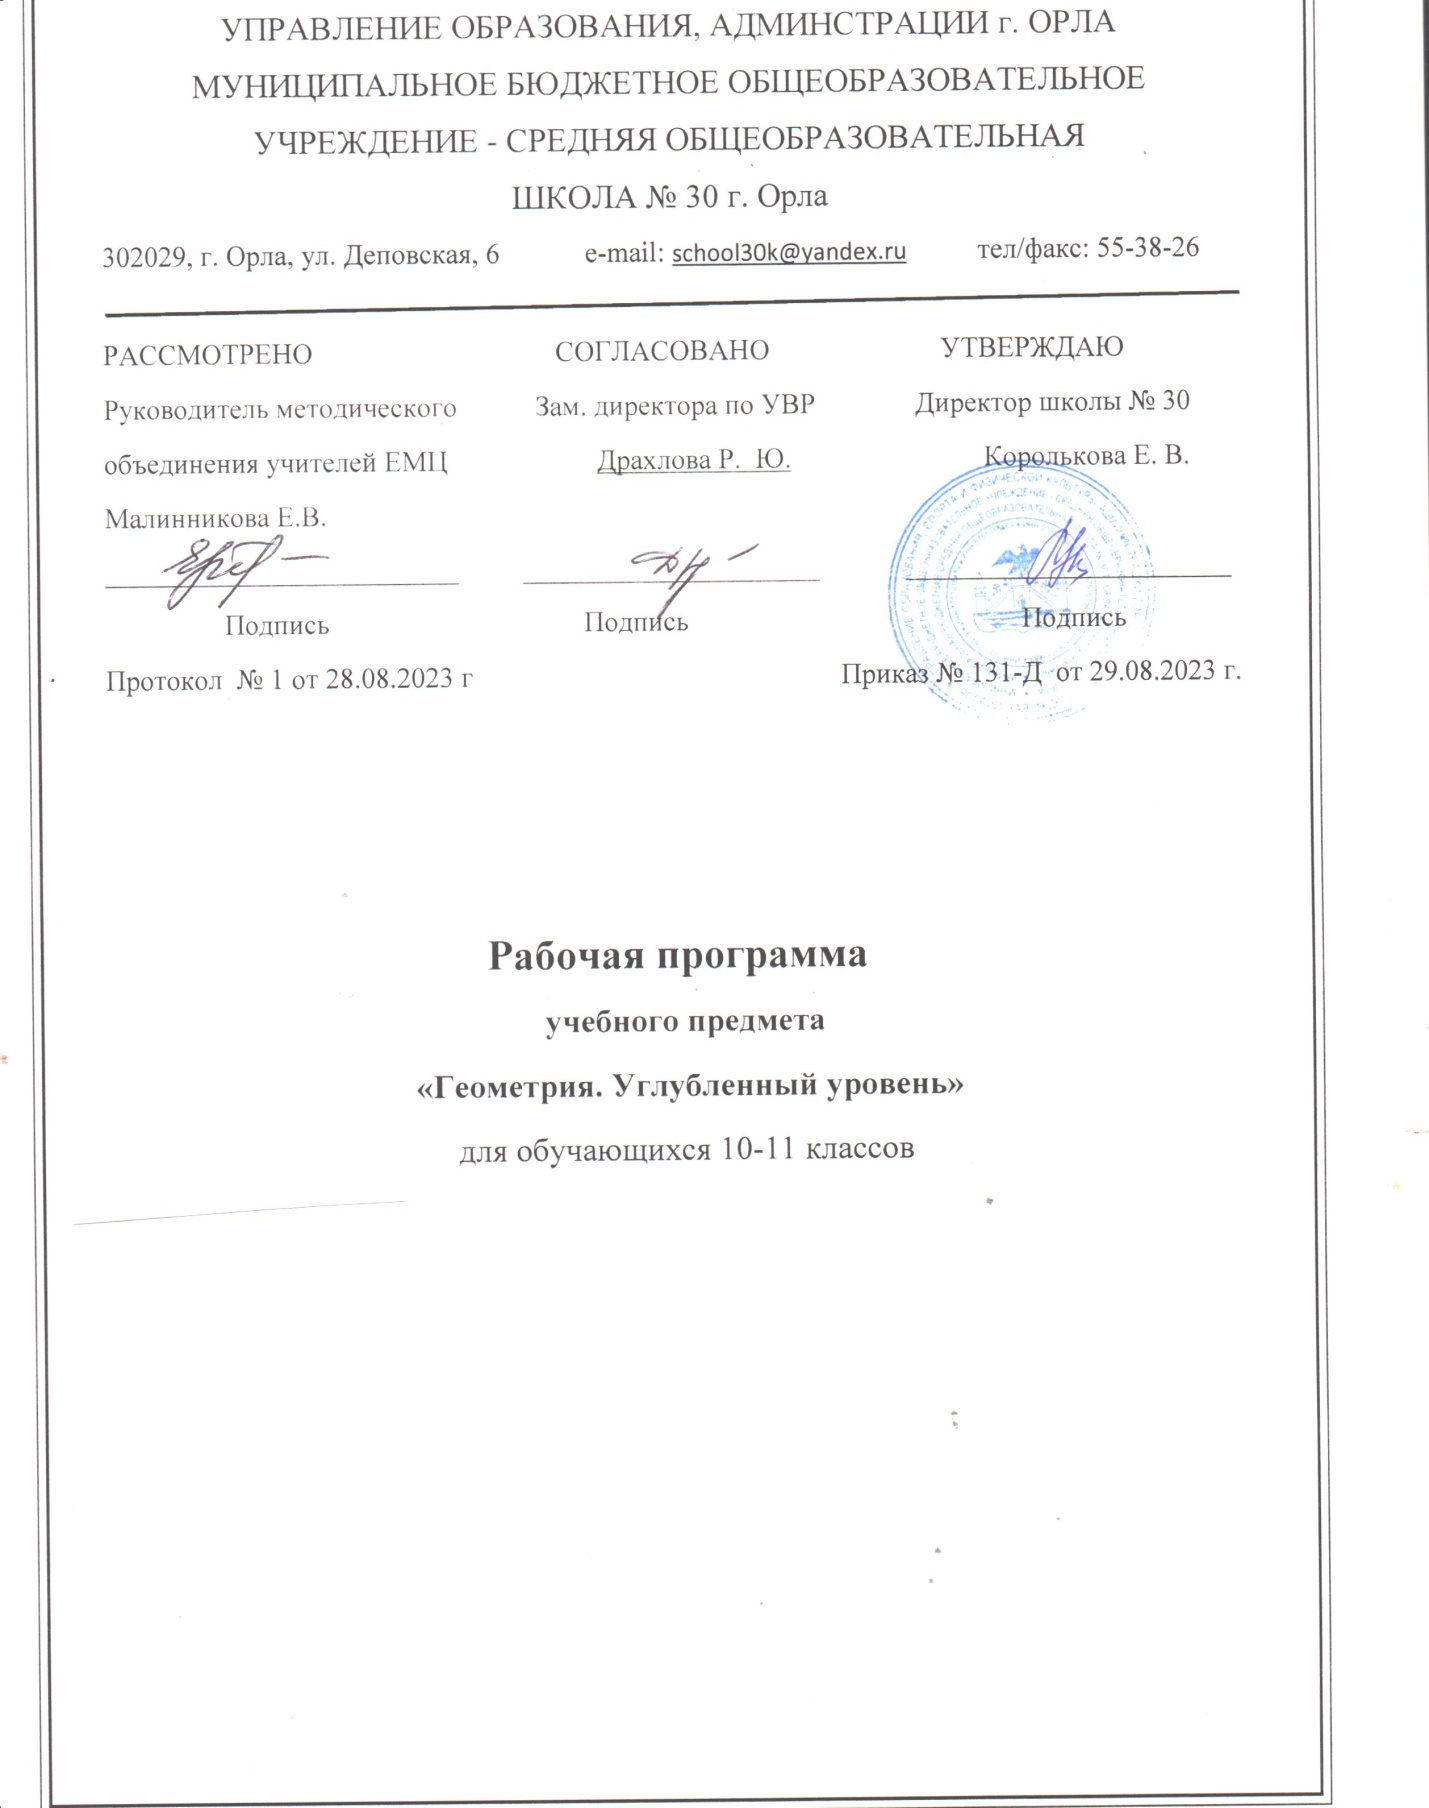 УПРАВЛЕНИЕ ОБРАЗОВАНИЯ, АДМИНСТРАЦИИ г. ОРЛА
МУНИЦИПАЛЬНОЕ БЮДЖЕТНОЕ ОБЩЕОБРАЗОВАТЕЛЬНОЕ
УЧРЕЖДЕНИЕ - СРЕДНЯЯ ОБЩЕОБРАЗОВАТЕЛЬНАЯ
ШКОЛА № 30 г. Орла
302029, г. Орла, ул. Деповская, 6 e-mail: school30k@yandex.ru тел/факс: 55-38-26
РАССМОТРЕНО
Руководитель методического
объединения учителей ЕМЦ
Малинникова Е.В.
Подпись
Протокол № 1 от 28.08.2023 г
СОГЛАСОВАНО
Зам. директора по УВР
Драхлова Р. Ю.
Подпись
УТВЕРЖДАЮ
Директор школы № 30
Королькова Е. В.
Подпись
Приказ № 131-Д от 29.08.2023 г.
Рабочая программа
учебного предмета
«Геометрия. Углубленный уровень»
для обучающихся 10-11 классов